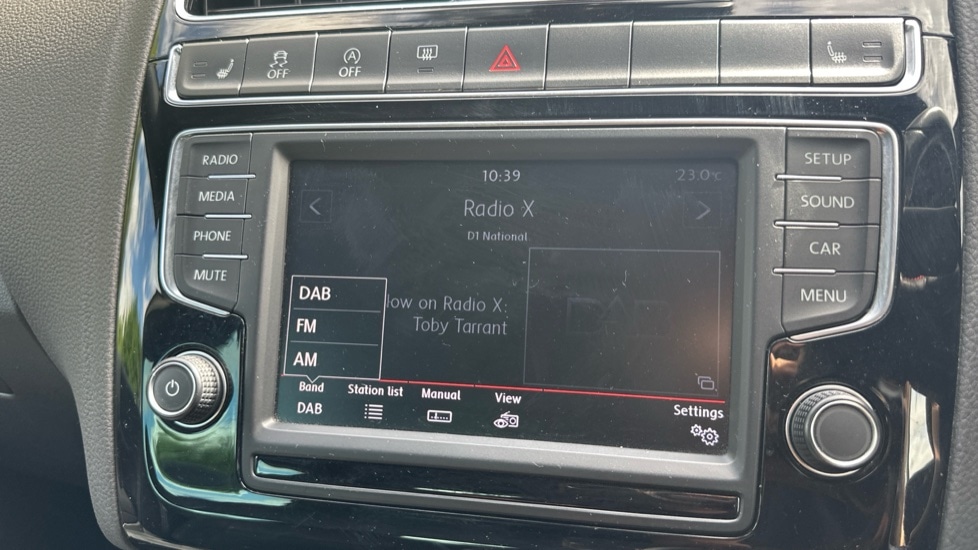 OFF
A
OFF
RADIO
MEDIA
PHONE
MUTE
10:39
23.0°C
Radio X
D1 National
low on Radio X:
Toby Tarrant
DAB
FM
AM
Band
DAB
Station list
Manual
View
Settings
SETUP
SOUND
CAR
MENU